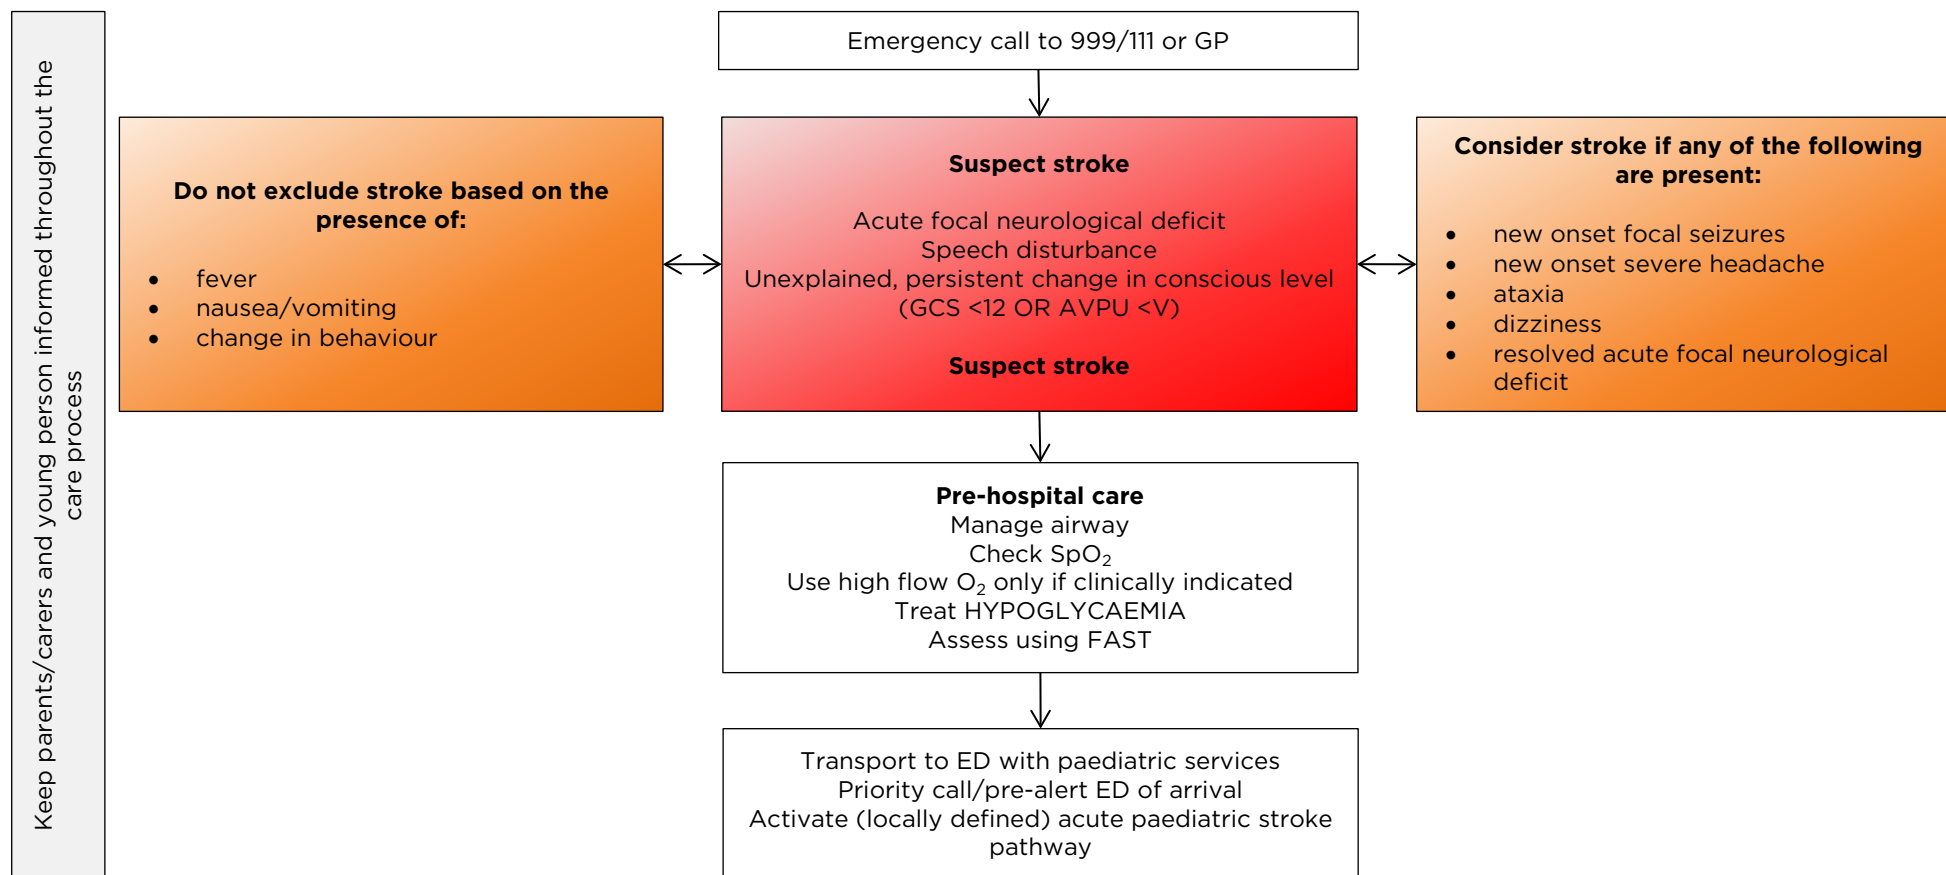 Keep parents/carers and young person informed throughout the
care process
Emergency call to 999/111 or GP
Do not exclude stroke based on the
presence of:
• fever
• nausea/vomiting
• change in behaviour
Suspect stroke
Acute focal neurological deficit
Speech disturbance
Unexplained, persistent change in conscious level
(GCS <12 OR AVPU <V)
Suspect stroke
Consider stroke if any of the following
are present:
• new onset focal seizures
• new onset severe headache
• ataxia
• dizziness
• resolved acute focal neurological
deficit
Pre-hospital care
Manage airway
Check SpO₂
Use high flow O₂ only if clinically indicated
Treat HYPOGLYCAEMIA
Assess using FAST
Transport to ED with paediatric services
Priority call/pre-alert ED of arrival
Activate (locally defined) acute paediatric stroke
pathway